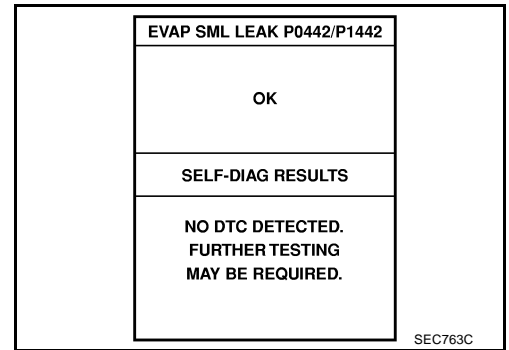 EVAP SML LEAK P0442/P1442
OK
SELF-DIAG RESULTS
NO DTC DETECTED.
FURTHER TESTING
MAY BE REQUIRED.
SEC763C